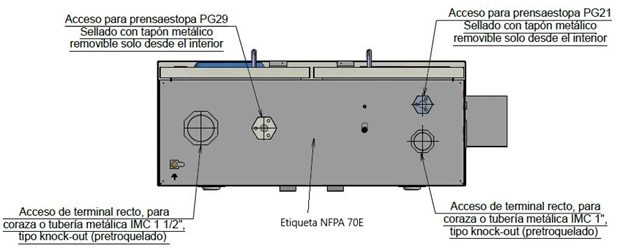 Acceso para prensaestopa PG29
Sellado con tapón metálico
removible solo desde el interior
Acceso para prensaestopa PG21
Sellado con tapón metálico
removible solo desde el interior
Acceso de terminal recto, para
coraza o tubería metálica IMC 1 1/2",
tipo knock-out (pretroquelado)
Etiqueta NFPA 70E
Acceso de terminal recto, para
coraza o tubería metálica IMC 1",
tipo knock-out (pretroquelado)